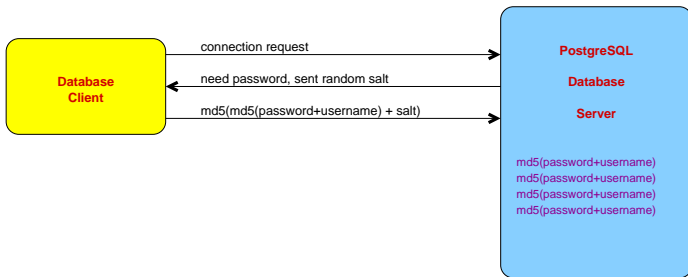 connection request
PostgreSQL
Database
Client
need password, sent random salt
Database
md5(md5(password+username) + salt)
Server
md5(password+username)
md5(password+username)
md5(password+username)
md5(password+username)